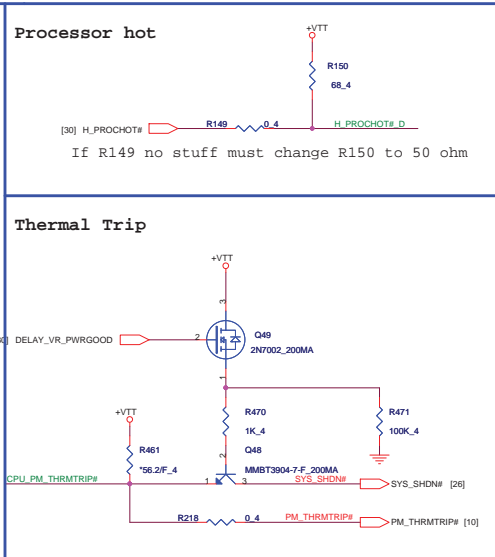 Processor hot
+VTT
R150
68_4
[30] H_PROCHOT#
R149
0_4
H_PROCHOT#_D
If R149 no stuff must change R150 to 50 ohm
Thermal Trip
+VTT
3
DELAY_VR_PWRGOOD
2
Q49
2N7002_200MA
1
+VTT
R470
1K_4
R471
100K_4
R461
*56.2/F_4
2
Q48
MMBT3904-7-F_200MA
CPU_PM_THRMTRIP#
1
3
SYS_SHDN#
SYS_SHDN# [26]
R218
0_4
PM_THRMTRIP#
PM_THRMTRIP# [10]